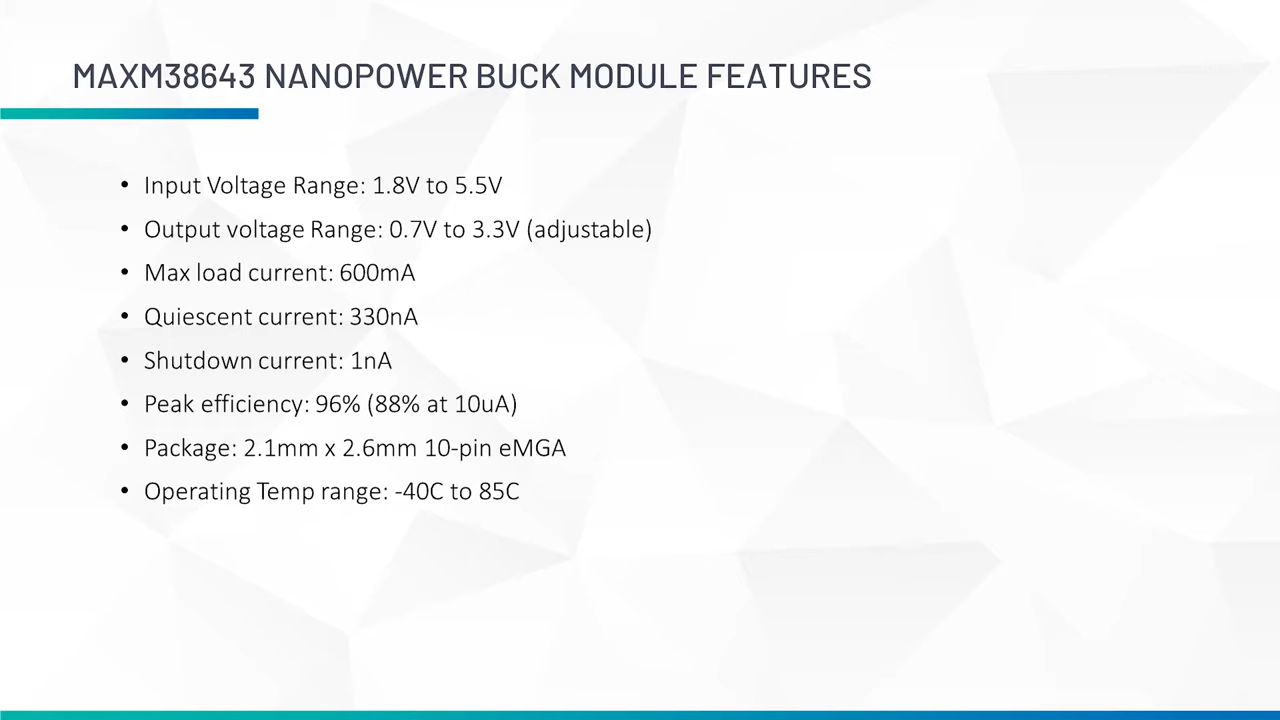 MAXM38643 NANOPOWER BUCK MODULE FEATURES
• Input Voltage Range: 1.8V to 5.5V
• Output voltage Range: 0.7V to 3.3V (adjustable)
• Max load current: 600mA
• Quiescent current: 330nA
• Shutdown current: 1nA
• Peak efficiency: 96% (88% at 10uA)
• Package: 2.1mm x 2.6mm 10-pin eMGA
• Operating Temp range: -40C to 85C